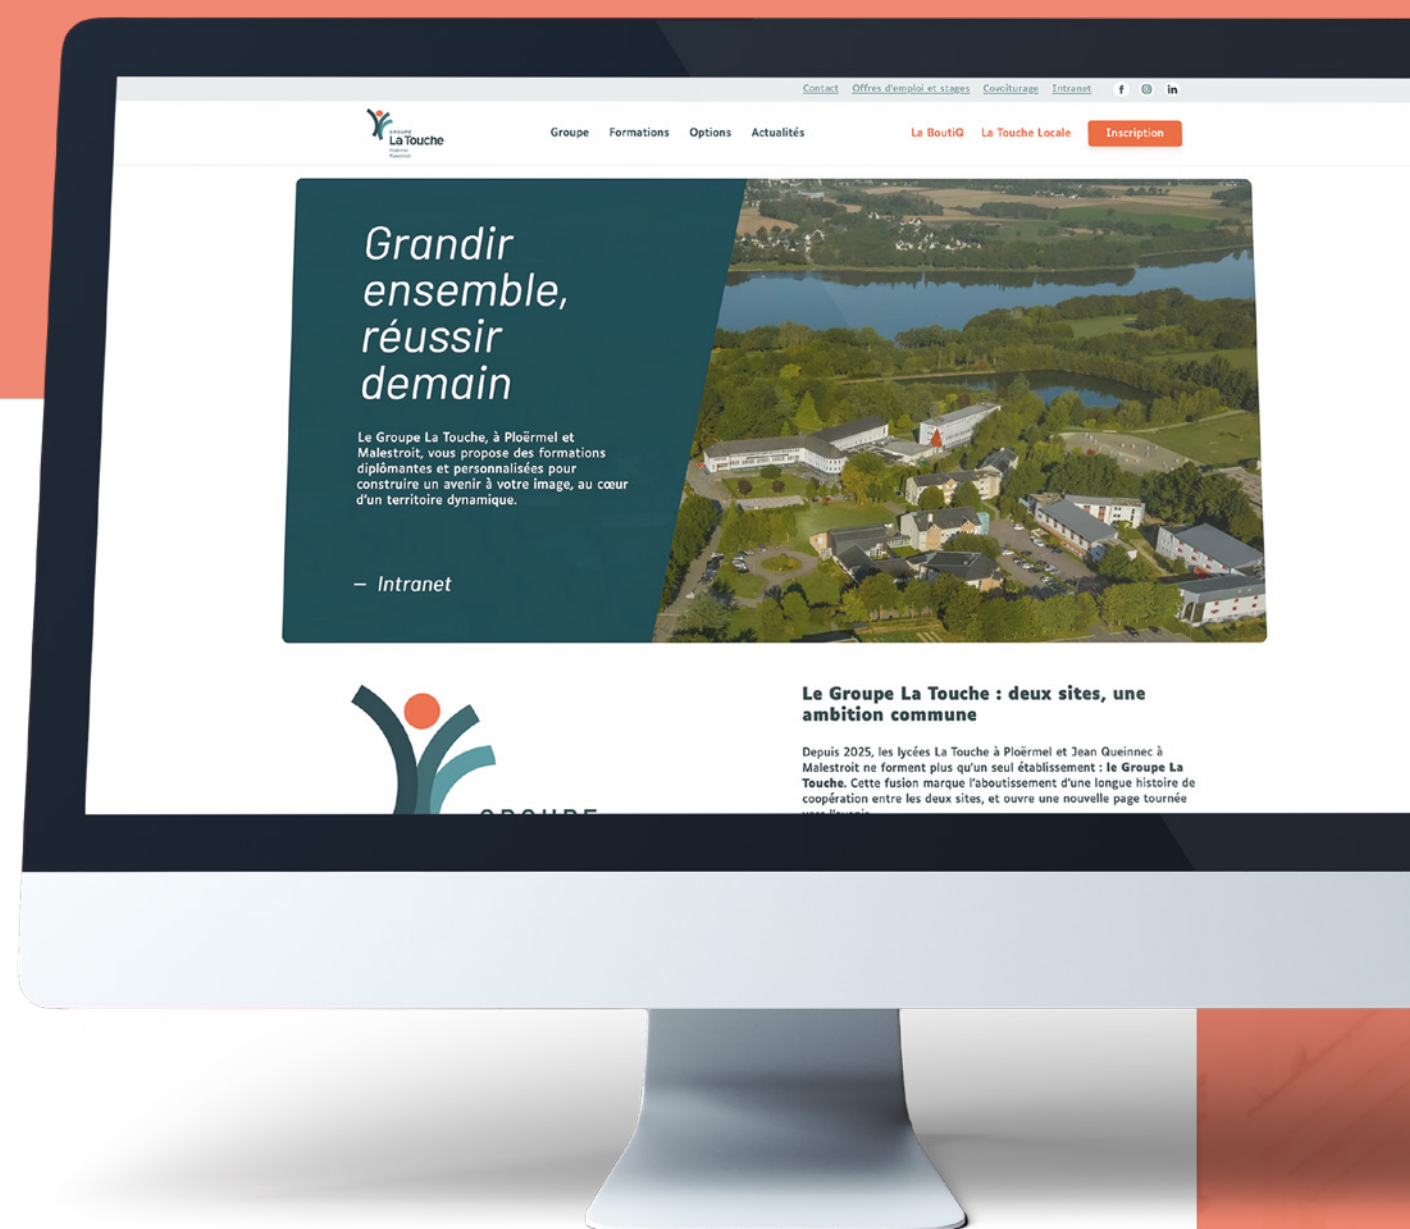 Contact Offres d'emploi et stages Covoiturage Intranet f in
GROUPE
La Touche
Ploërmel
Malestroit
Groupe Formations Options Actualités La BoutiQ La Touche Locale Inscription
Grandir
ensemble,
réussir
demain
Le Groupe La Touche, à Ploërmel et
Malestroit, vous propose des formations
diplômantes et personnalisées pour
construire un avenir à votre image, au cœur
d'un territoire dynamique.
– Intranet
GROUPE
Le Groupe La Touche : deux sites, une
ambition commune
Depuis 2025, les lycées La Touche à Ploërmel et Jean Queinnec à
Malestroit ne forment plus qu'un seul établissement : le Groupe La
Touche. Cette fusion marque l'aboutissement d'une longue histoire de
coopération entre les deux sites, et ouvre une nouvelle page tournée
vers l'avenir